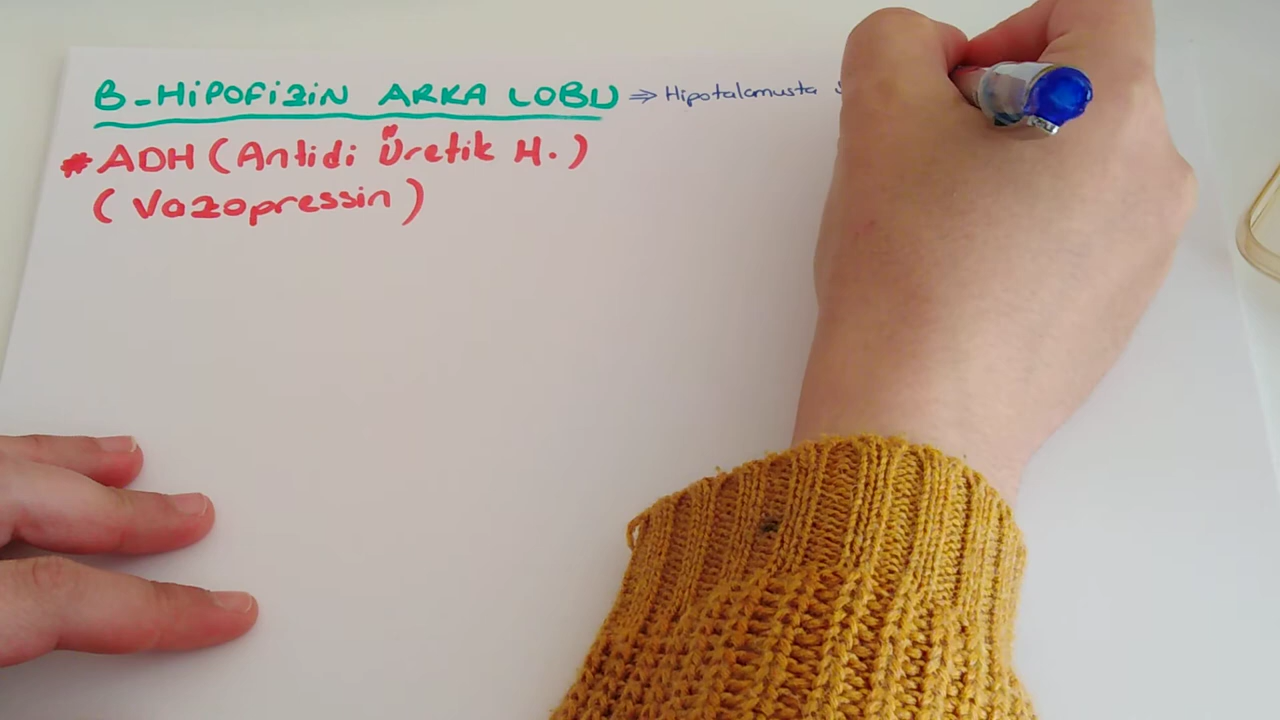 B-HİPOFİZİN ARKA LOBU ⇒ Hipotalamusta
* ADH (Antidi Üretik H.)
(Vazopressin)